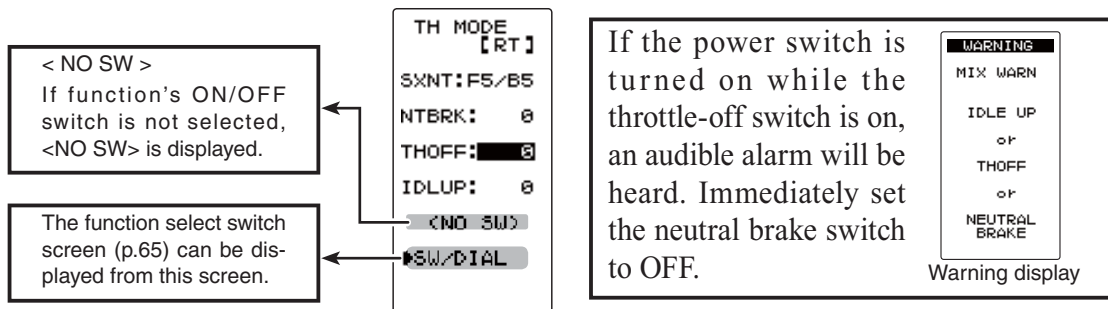 < NO SW >
If function's ON/OFF
switch is not selected,
<NO SW> is displayed.
The function select switch
screen (p.65) can be dis-
played from this screen.
TH MODE
[RT]
SXNT:F5/B5
NTBRK: 0
THOFF: 0
IDLUP: 0
(NO SW)
▶SW/DIAL
If the power switch is
turned on while the
throttle-off switch is on,
an audible alarm will be
heard. Immediately set
the neutral brake switch
to OFF.
WARNING
MIX WARN
IDLE UP
or
THOFF
or
NEUTRAL
BRAKE
Warning display